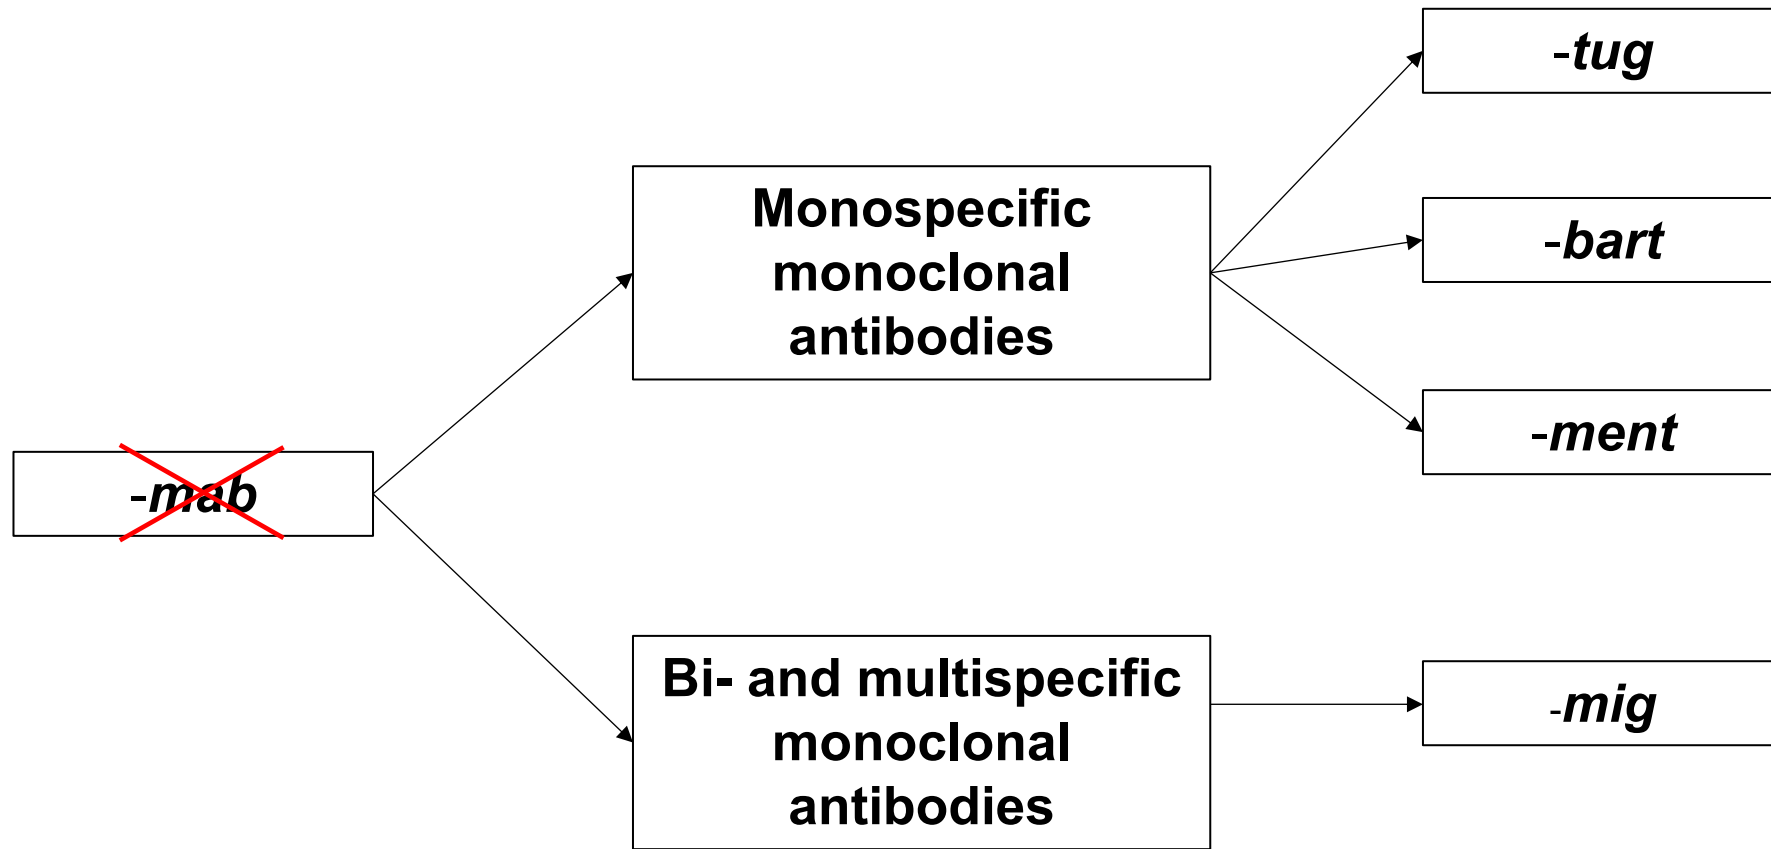 -mab
Monospecific
monoclonal
antibodies
Bi- and multispecific
monoclonal
antibodies
-tug
-bart
-ment
-mig